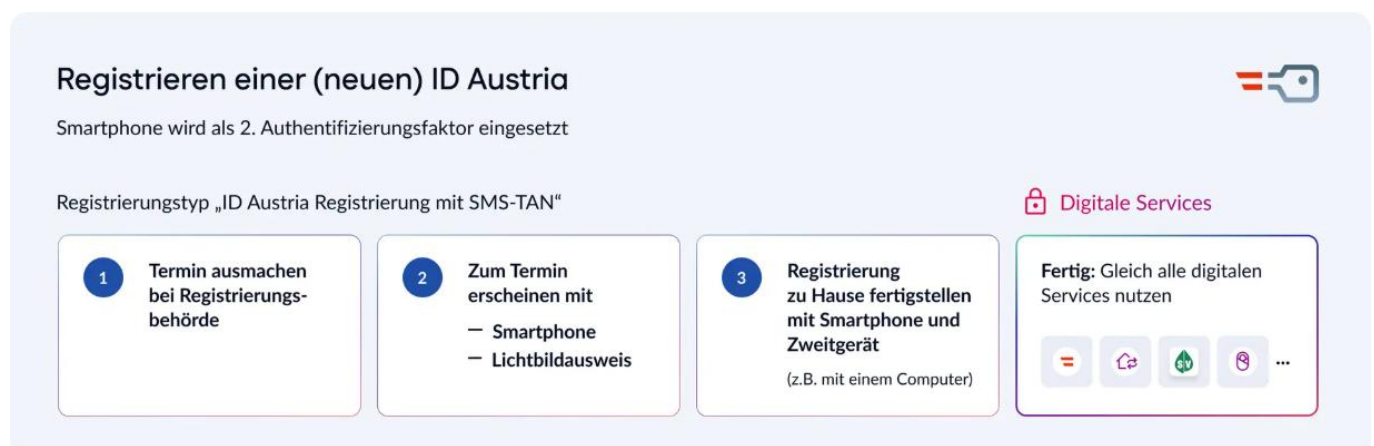 Registrieren einer (neuen) ID Austria
Smartphone wird als 2. Authentifizierungsfaktor eingesetzt
Registrierungstyp „ID Austria Registrierung mit SMS-TAN“
Digitale Services
1
Termin ausmachen
bei Registrierungs-
behörde
2
Zum Termin
erscheinen mit
— Smartphone
— Lichtbildausweis
3
Registrierung
zu Hause fertigstellen
mit Smartphone und
Zweitgerät
(z.B. mit einem Computer)
Fertig: Gleich alle digitalen
Services nutzen
SV
...